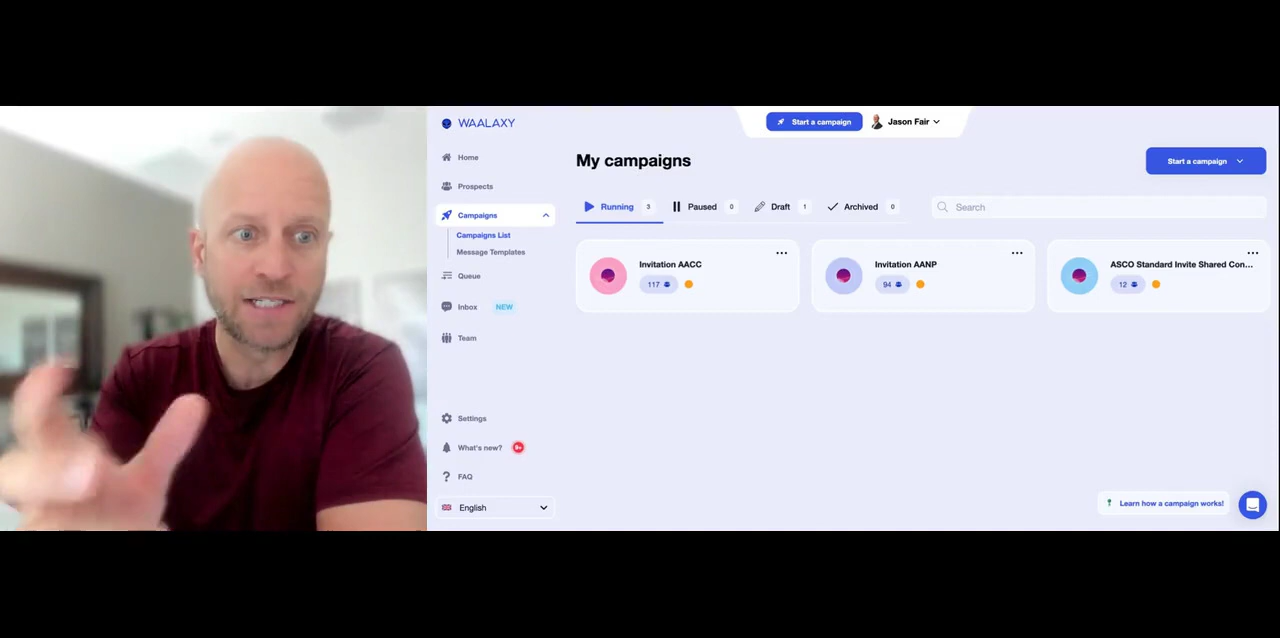 WAALAXY
Start a campaign
Jason Fair
Home
Prospects
Campaigns
Campaigns List
Message Templates
Queue
Inbox NEW
Team
Settings
What's new? 9+
FAQ
English
My campaigns
Start a campaign
Running 3
Paused 0
Draft 1
Archived 0
Search
Invitation AACC
117
Invitation AANP
94
ASCO Standard Invite Shared Con...
12
Learn how a campaign works!